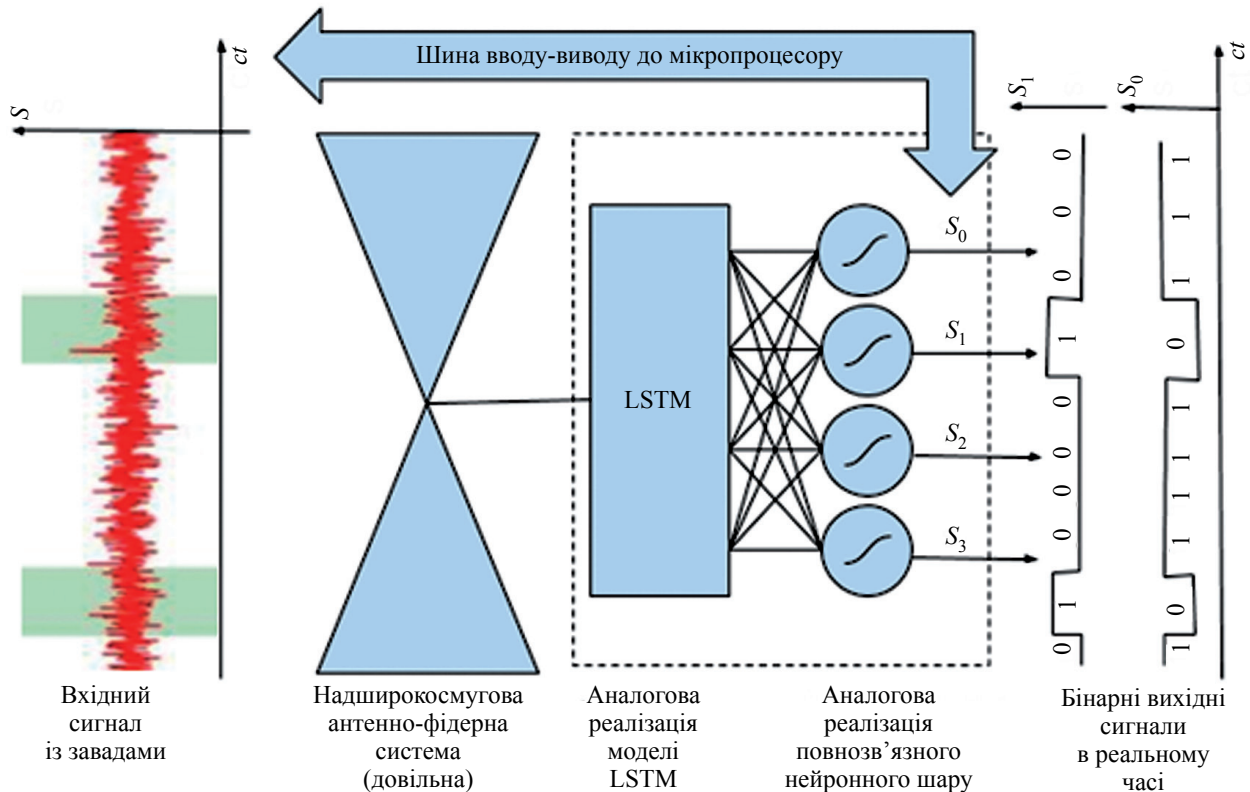 Шина вводу-виводу до мікропроцесору
ct
S
S1
S0
ct
LSTM
S0
S1
S2
S3
0
0
0
1
0
0
0
0
1
0
1
1
1
0
1
1
1
1
0
1
Вхідний
сигнал
із завадами
Надширокосмугова
антенно-фідерна
система
(довільна)
Аналогова
реалізація
моделі
LSTM
Аналогова
реалізація
повнозв’язного
нейронного шару
Бінарні вихідні
сигнали
в реальному
часі